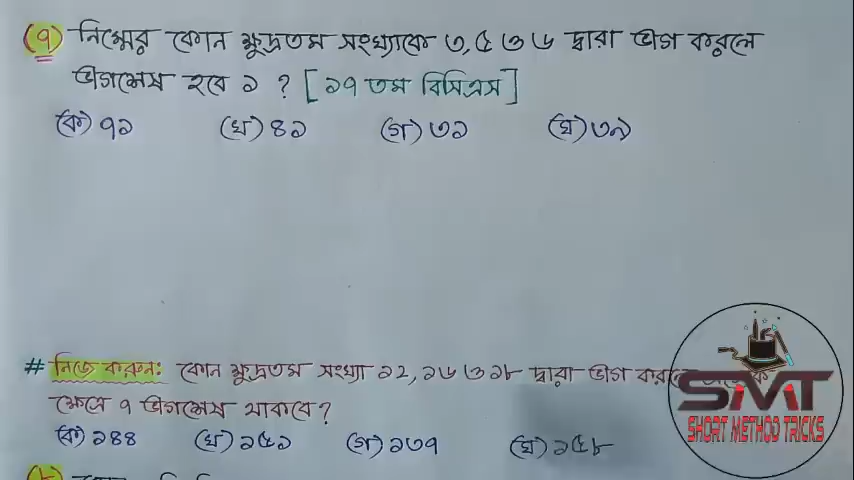 (৭) নিম্নের কোন ক্ষুদ্রতম সংখ্যাকে ৩, ৫ ও ৬ দ্বারা ভাগ করলে
ভাগশেষ হবে ১ ? [ ১৭ তম বিসিএস ]
(ক) ৭১ (খ) ৪১ (গ) ৩১ (ঘ) ৩৯
# নিজে করুন: কোন ক্ষুদ্রতম সংখ্যা ১২, ১৬ ও ১৮ দ্বারা ভাগ করলে
ক্ষেত্রে ৭ ভাগশেষ থাকবে ?
(ক) ১৪৪ (খ) ১৫১ (গ) ১৩৭ (ঘ) ১৫৮
SMT
SHORT METHOD TRICKS